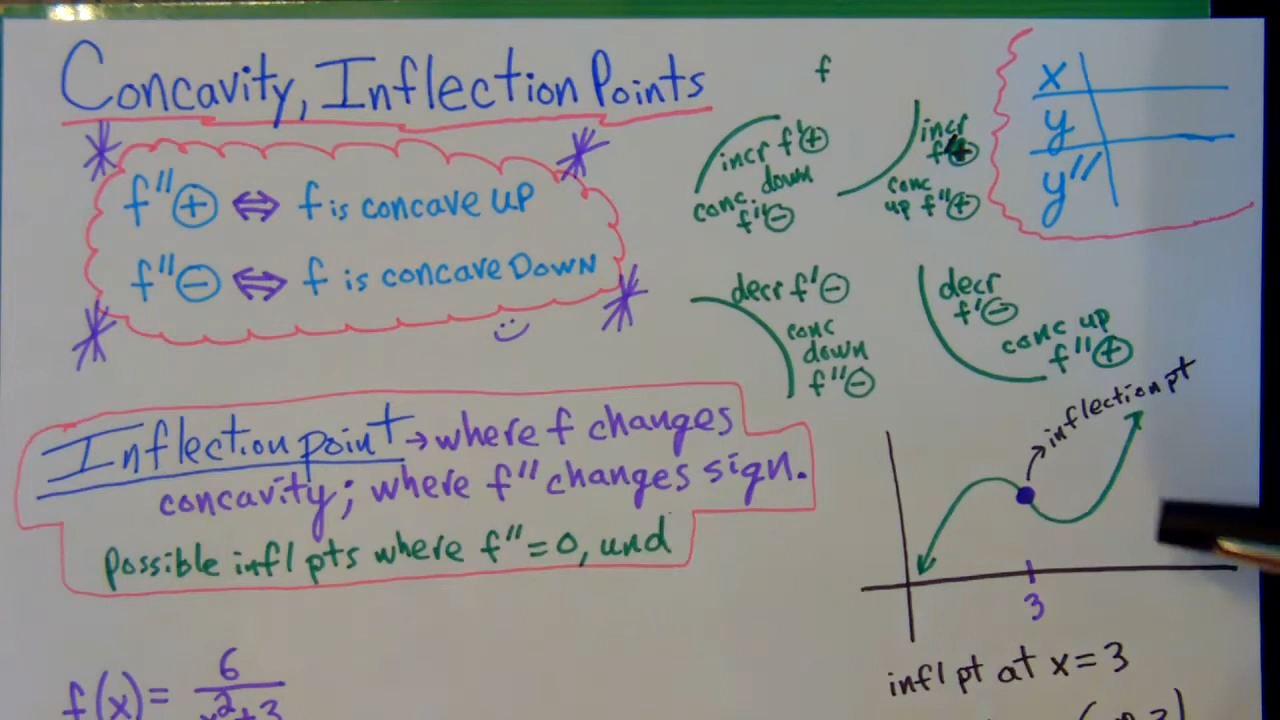 Concavity, Inflection Points
f''⊕ ⇔ f is concave up
f''⊖ ⇔ f is concave Down
f
incr f'⊕
conc. down
f''⊖
incr
conc
up f''⊕
decr f'⊖
conc
down
f''⊖
decr
f'⊖
conc up
f''⊕
x
y
y''
Inflection point → where f changes
concavity; where f'' changes sign.
possible infl pts where f''=0, und
inflection pt
3
infl pt at x=3
f(x)= 6
x²+3